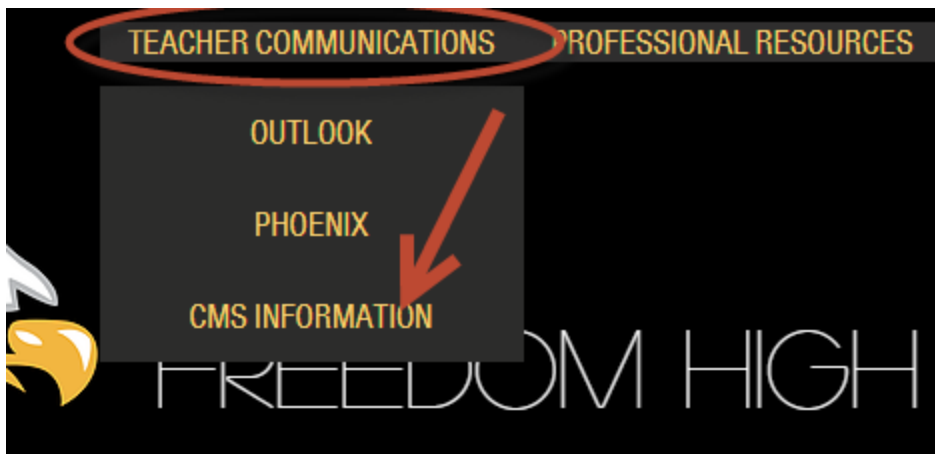 TEACHER COMMUNICATIONS PROFESSIONAL RESOURCES
OUTLOOK
PHOENIX
CMS INFORMATION
FREEDOM HIGH